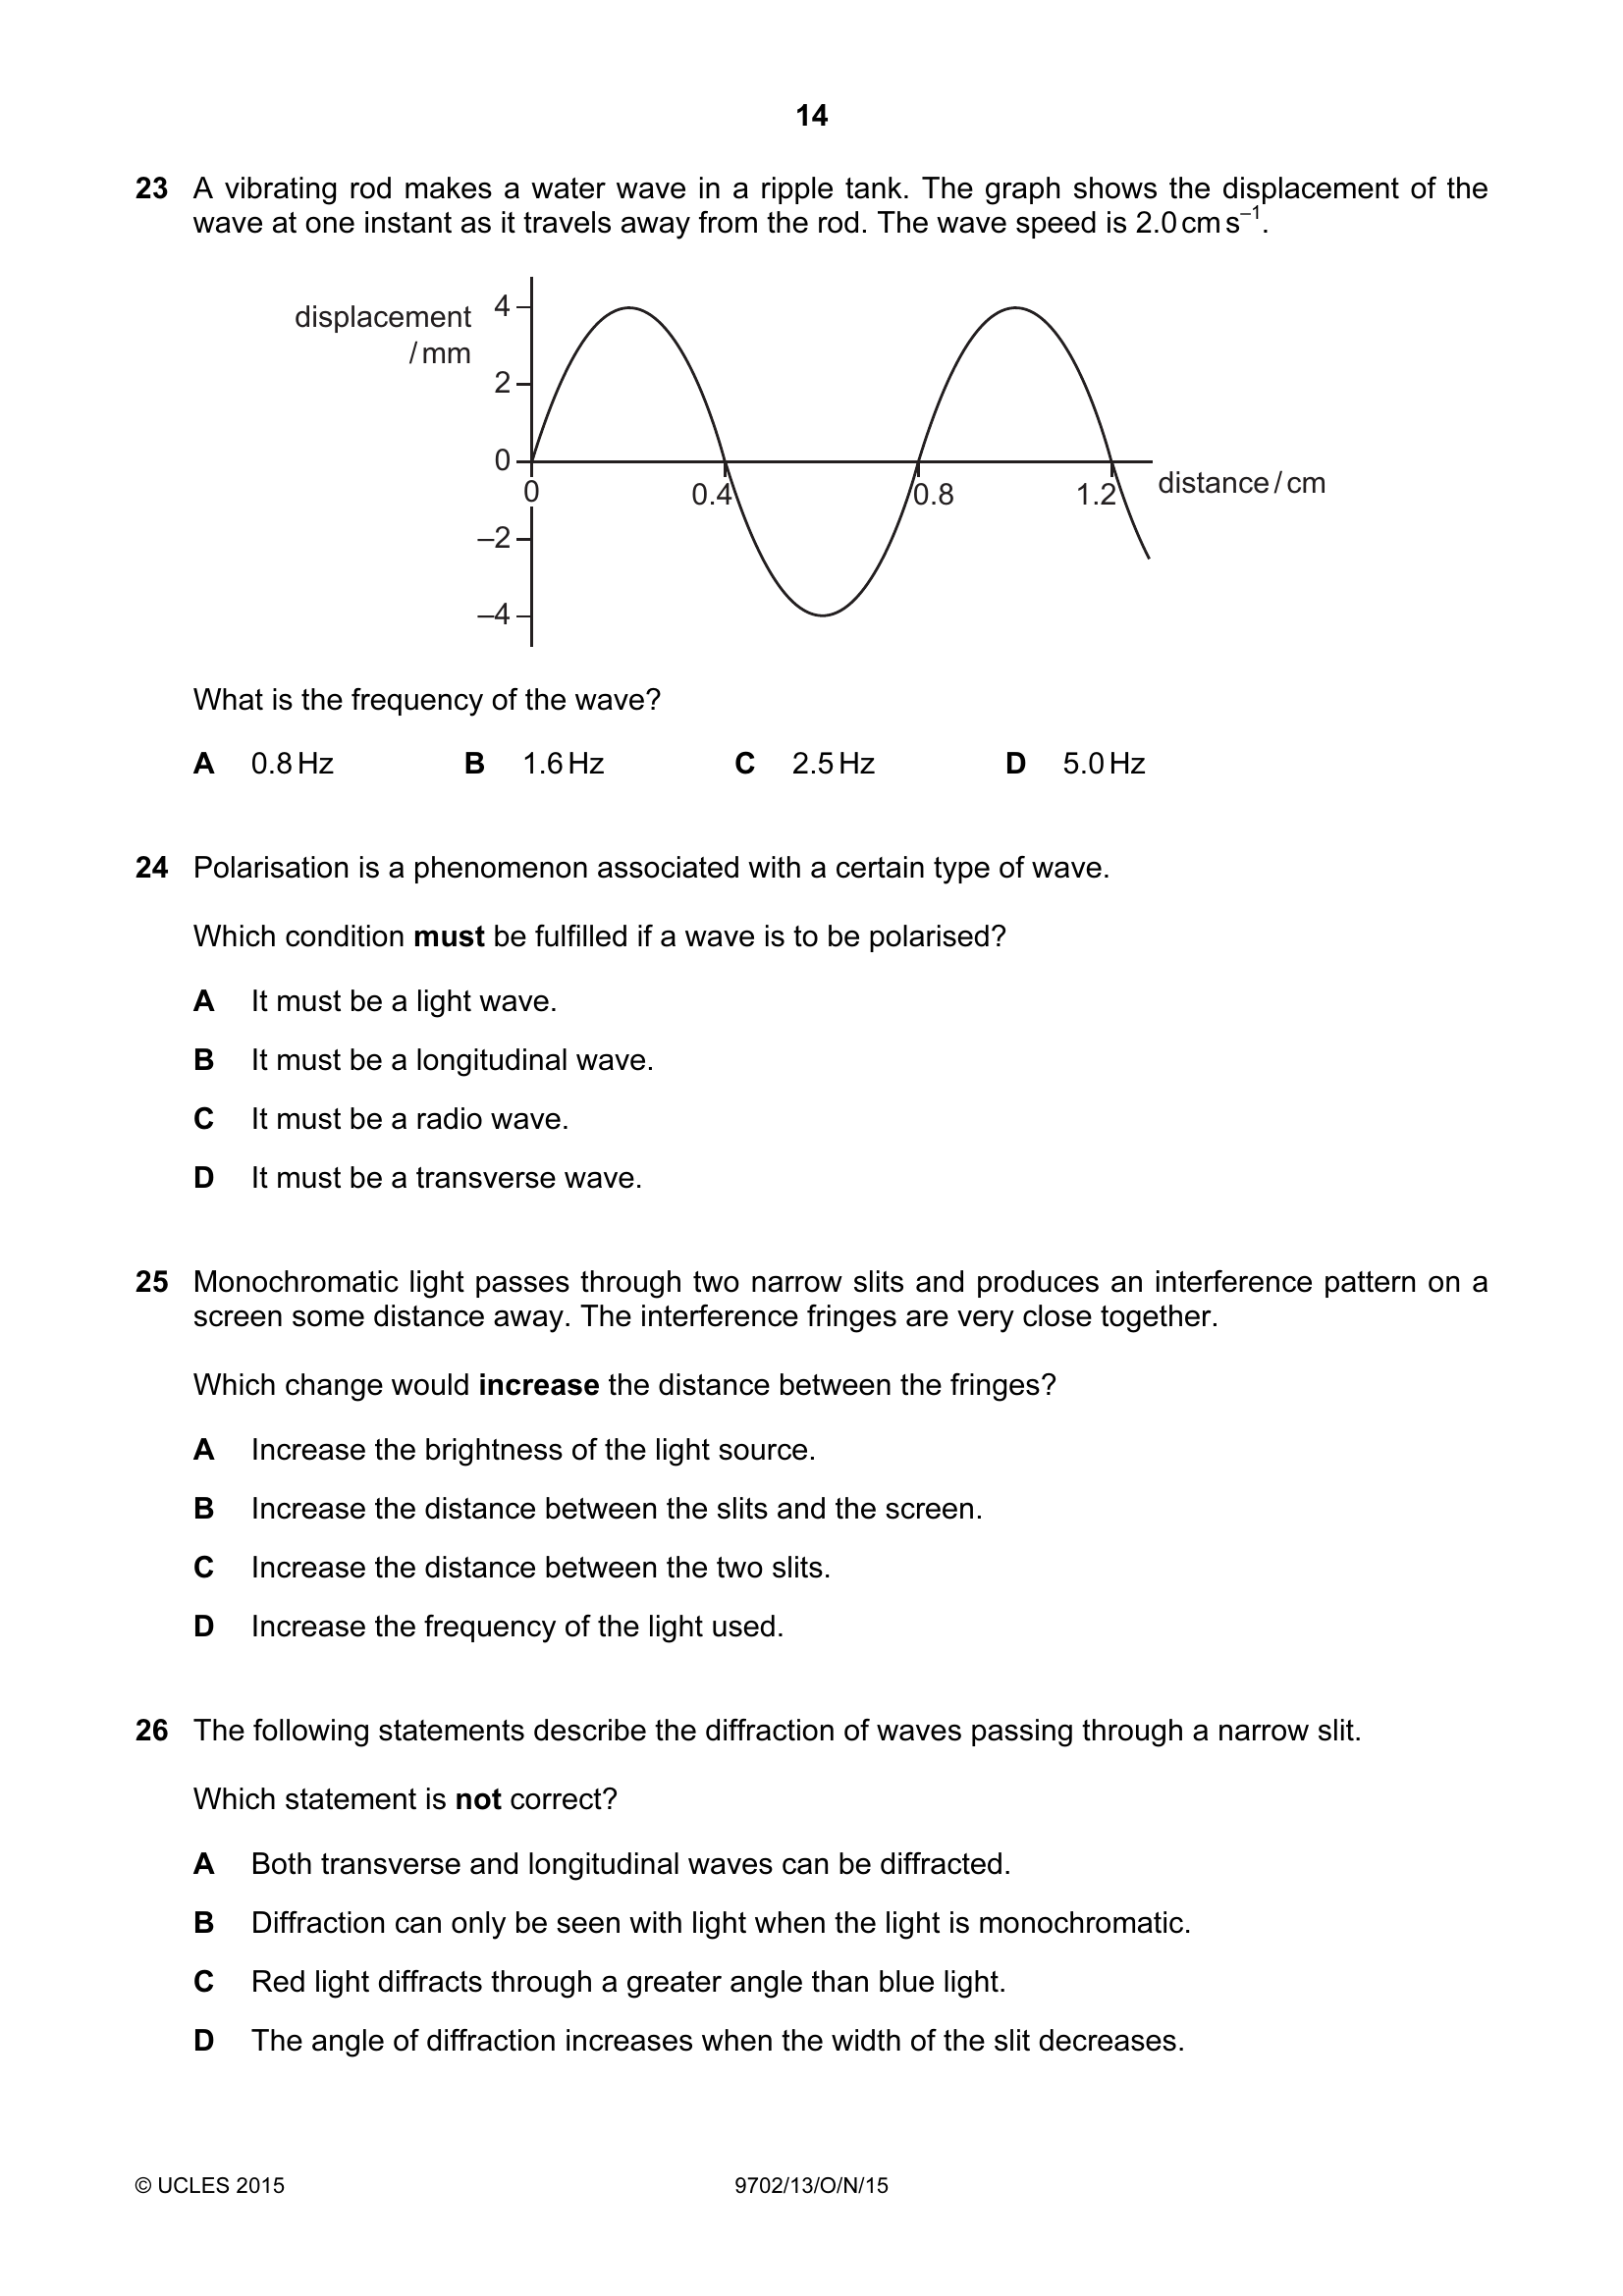 14
23 A vibrating rod makes a water wave in a ripple tank. The graph shows the displacement of the
wave at one instant as it travels away from the rod. The wave speed is 2.0 cm s⁻¹.
displacement
/ mm
4
2
0
–2
–4
0
0.4
0.8
1.2
distance / cm
What is the frequency of the wave?
A 0.8 Hz B 1.6 Hz C 2.5 Hz D 5.0 Hz
24 Polarisation is a phenomenon associated with a certain type of wave.
Which condition must be fulfilled if a wave is to be polarised?
A It must be a light wave.
B It must be a longitudinal wave.
C It must be a radio wave.
D It must be a transverse wave.
25 Monochromatic light passes through two narrow slits and produces an interference pattern on a
screen some distance away. The interference fringes are very close together.
Which change would increase the distance between the fringes?
A Increase the brightness of the light source.
B Increase the distance between the slits and the screen.
C Increase the distance between the two slits.
D Increase the frequency of the light used.
26 The following statements describe the diffraction of waves passing through a narrow slit.
Which statement is not correct?
A Both transverse and longitudinal waves can be diffracted.
B Diffraction can only be seen with light when the light is monochromatic.
C Red light diffracts through a greater angle than blue light.
D The angle of diffraction increases when the width of the slit decreases.
© UCLES 2015 9702/13/O/N/15